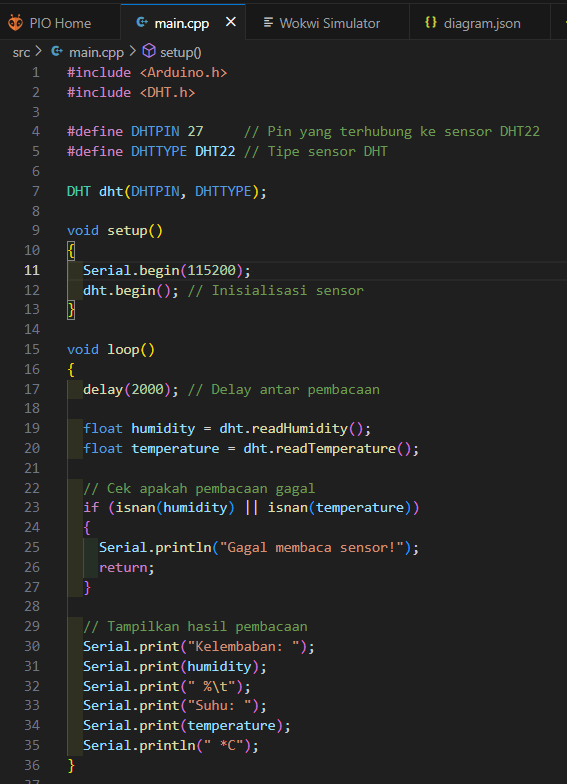 PIO Home main.cpp Wokwi Simulator diagram.json
src > main.cpp > setup()
1 #include <Arduino.h>
2 #include <DHT.h>
3
4 #define DHTPIN 27     // Pin yang terhubung ke sensor DHT22
5 #define DHTTYPE DHT22 // Tipe sensor DHT
6
7 DHT dht(DHTPIN, DHTTYPE);
8
9 void setup()
10 {
11   Serial.begin(115200);
12   dht.begin(); // Inisialisasi sensor
13 }
14
15 void loop()
16 {
17   delay(2000); // Delay antar pembacaan
18
19   float humidity = dht.readHumidity();
20   float temperature = dht.readTemperature();
21
22   // Cek apakah pembacaan gagal
23   if (isnan(humidity) || isnan(temperature))
24   {
25     Serial.println("Gagal membaca sensor!");
26     return;
27   }
28
29   // Tampilkan hasil pembacaan
30   Serial.print("Kelembaban: ");
31   Serial.print(humidity);
32   Serial.print(" %\t");
33   Serial.print("Suhu: ");
34   Serial.print(temperature);
35   Serial.println(" *C");
36 }